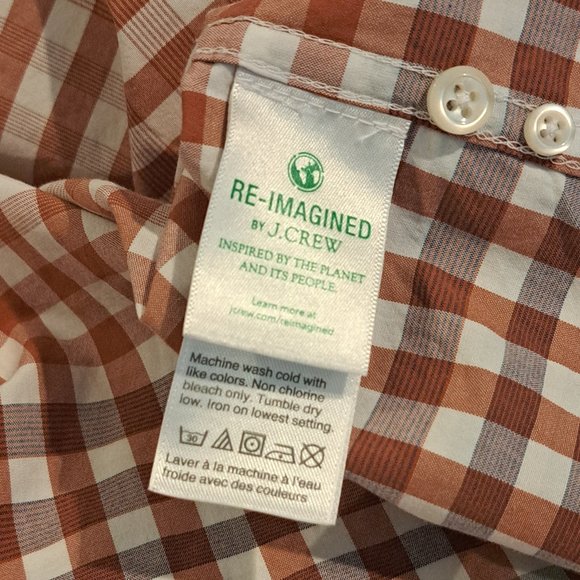 RE-IMAGINED
BY J.CREW
INSPIRED BY THE PLANET
AND ITS PEOPLE.
Learn more at
jcrew.com/reimagined
Machine wash cold with
like colors. Non chlorine
bleach only. Tumble dry
low. Iron on lowest setting.
30
Laver à la machine à l'eau
froide avec des couleurs